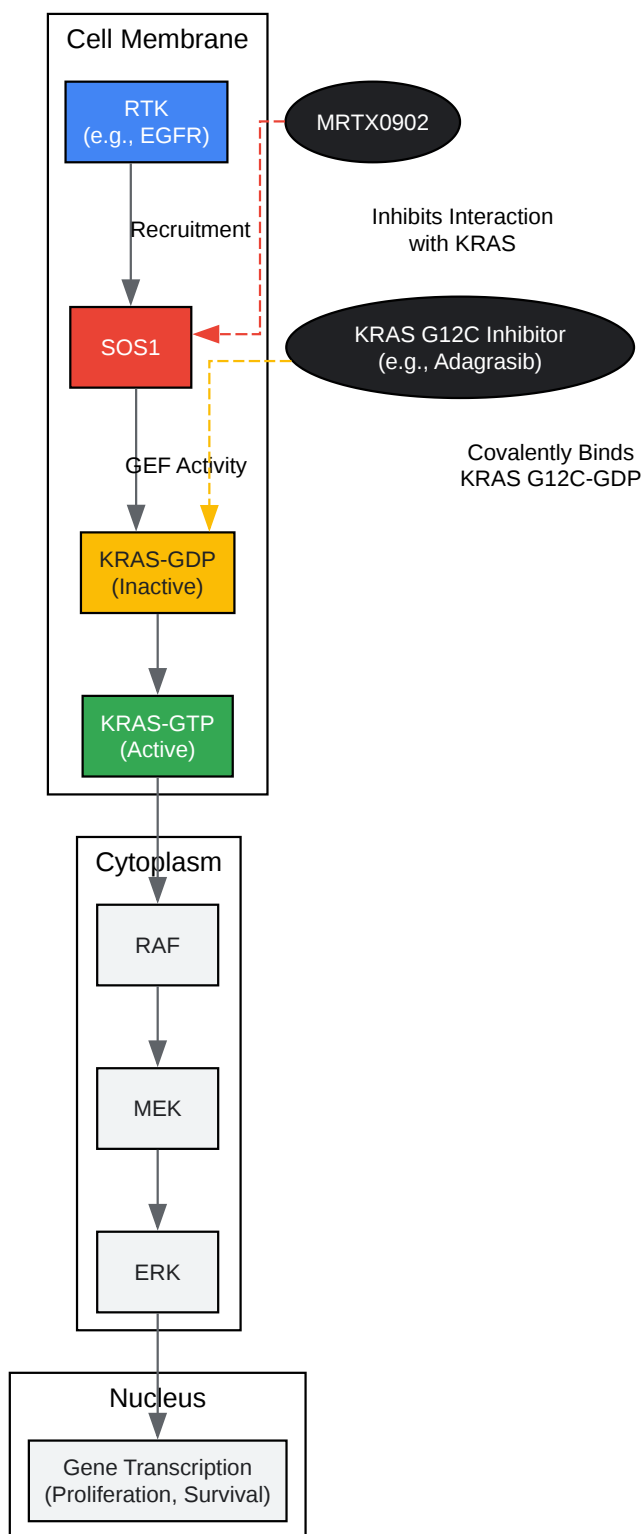 Cell Membrane
RTK
(e.g., EGFR)
MRTX0902
Recruitment
Inhibits Interaction
with KRAS
SOS1
KRAS G12C Inhibitor
(e.g., Adagrasib)
GEF Activity
Covalently Binds
KRAS G12C-GDP
KRAS-GDP
(Inactive)
KRAS-GTP
(Active)
Cytoplasm
RAF
MEK
ERK
Nucleus
Gene Transcription
(Proliferation, Survival)